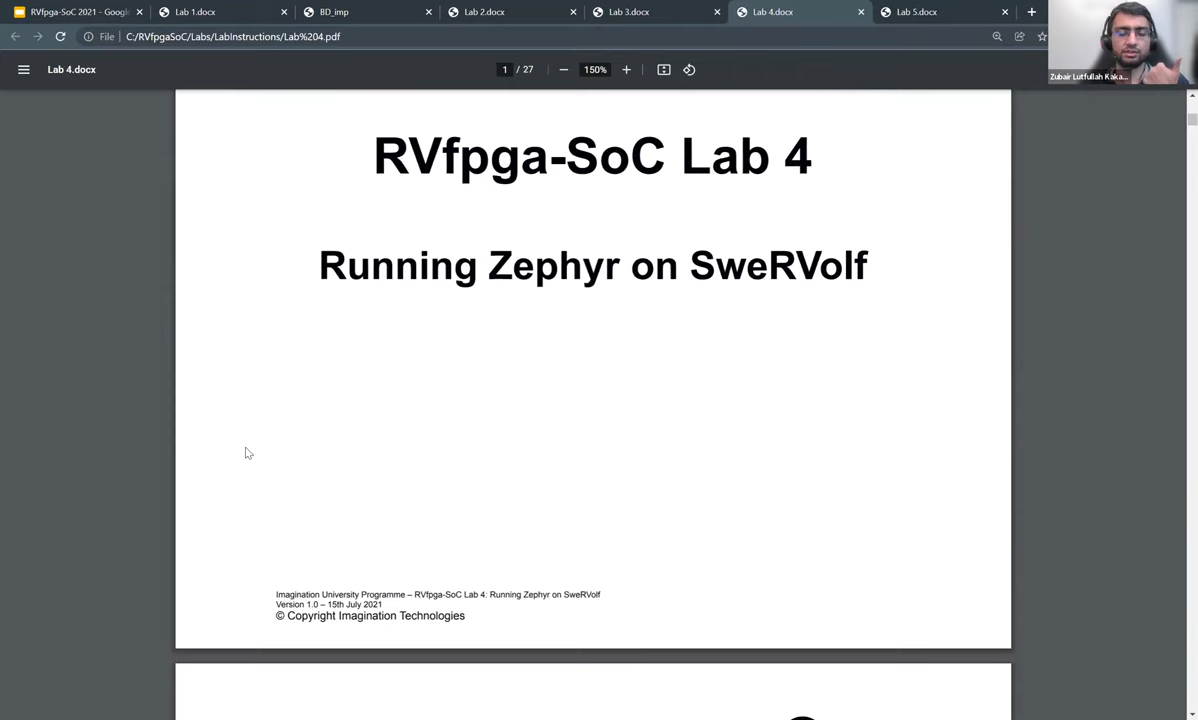 RVfpga-SoC 2021 - Google
Lab 1.docx
BD_imp
Lab 2.docx
Lab 3.docx
Lab 4.docx
Lab 5.docx
File
C:/RVfpgaSoC/Labs/LabInstructions/Lab%204.pdf
Lab 4.docx
1 / 27
150%
Zubair Lutfullah Kaka...
RVfpga-SoC Lab 4
Running Zephyr on SweRVolf
Imagination University Programme – RVfpga-SoC Lab 4: Running Zephyr on SweRVolf
Version 1.0 – 15th July 2021
© Copyright Imagination Technologies